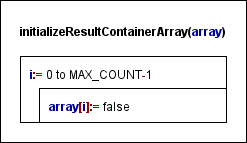 initializeResultContainerArray(array)
i:= 0 to MAX_COUNT-1
array[i]:= false